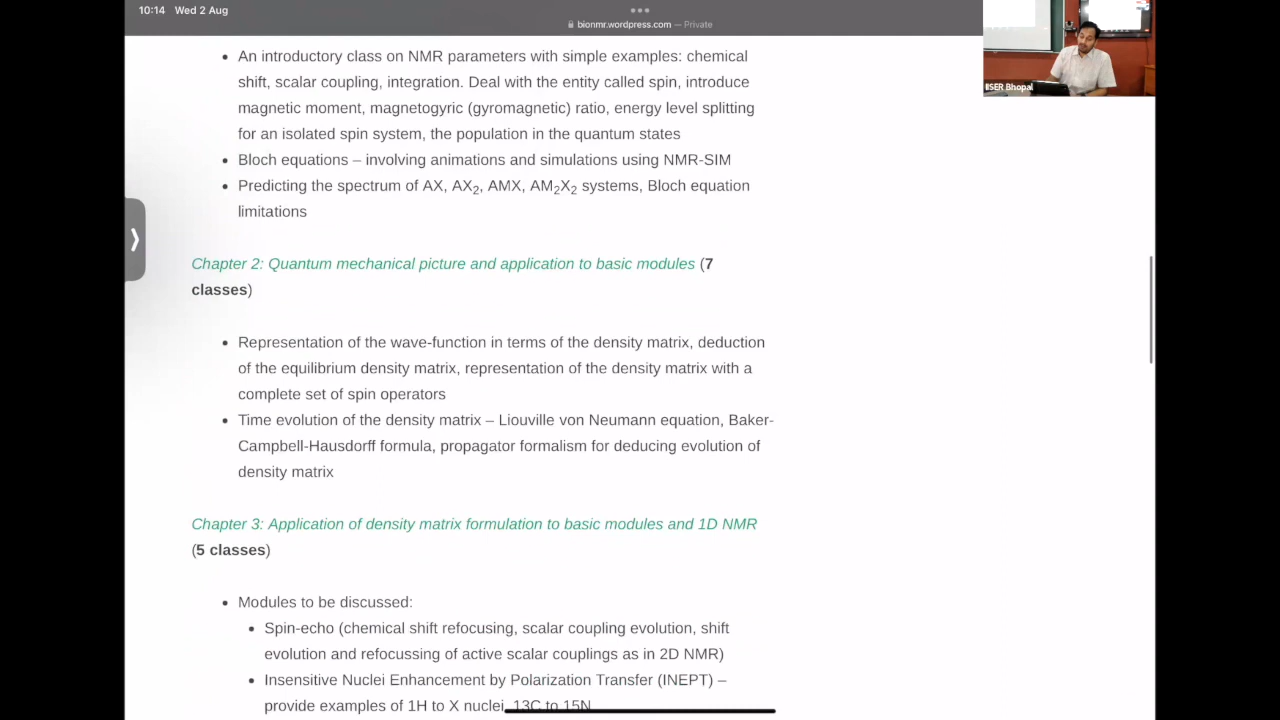 10:14 Wed 2 Aug
bionmr.wordpress.com — Private
IISER Bhopal
• An introductory class on NMR parameters with simple examples: chemical
shift, scalar coupling, integration. Deal with the entity called spin, introduce
magnetic moment, magnetogyric (gyromagnetic) ratio, energy level splitting
for an isolated spin system, the population in the quantum states
• Bloch equations – involving animations and simulations using NMR-SIM
• Predicting the spectrum of AX, AX₂, AMX, AM₂X₂ systems, Bloch equation
limitations
Chapter 2: Quantum mechanical picture and application to basic modules (7
classes)
• Representation of the wave-function in terms of the density matrix, deduction
of the equilibrium density matrix, representation of the density matrix with a
complete set of spin operators
• Time evolution of the density matrix – Liouville von Neumann equation, Baker-
Campbell-Hausdorff formula, propagator formalism for deducing evolution of
density matrix
Chapter 3: Application of density matrix formulation to basic modules and 1D NMR
(5 classes)
• Modules to be discussed:
• Spin-echo (chemical shift refocusing, scalar coupling evolution, shift
evolution and refocussing of active scalar couplings as in 2D NMR)
• Insensitive Nuclei Enhancement by Polarization Transfer (INEPT) –
provide examples of 1H to X nuclei, 13C to 15N